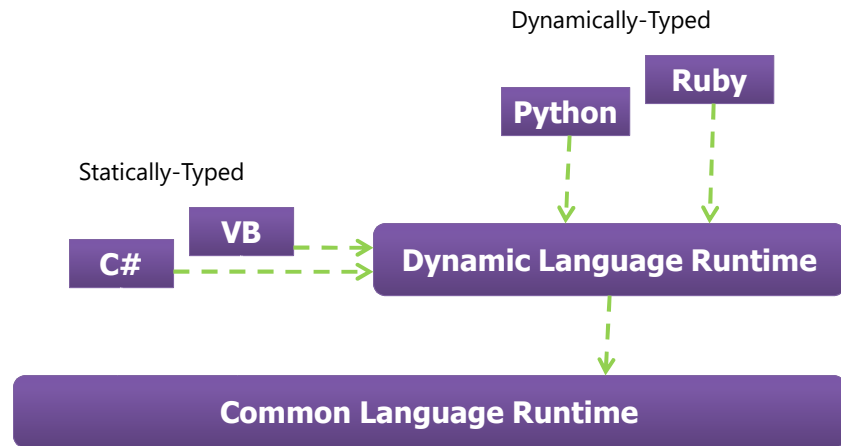 Dynamically-Typed
Ruby
Python
Statically-Typed
VB
C#
Dynamic Language Runtime
Common Language Runtime